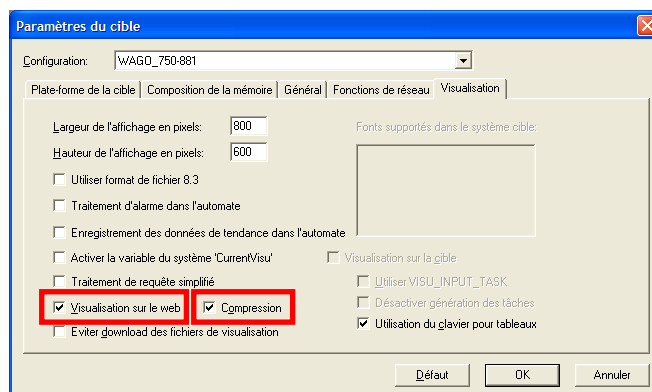 Paramètres du cible
Configuration: WAGO_750-881
Plate-forme de la cible Composition de la mémoire Général Fonctions de réseau Visualisation
Largeur de l'affichage en pixels: 800 Fonts supportés dans le système cible:
Hauteur de l'affichage en pixels: 600
Utiliser format de fichier 8.3
Traitement d'alarme dans l'automate
Enregistrement des données de tendance dans l'automate
Activer la variable du système 'CurrentVisu' Visualisation sur la cible
Traitement de requête simplifié Utiliser VISU_INPUT_TASK
Visualisation sur le web Compression Désactiver génération des tâches
Eviter download des fichiers de visualisation Utilisation du clavier pour tableaux
Défaut OK Annuler